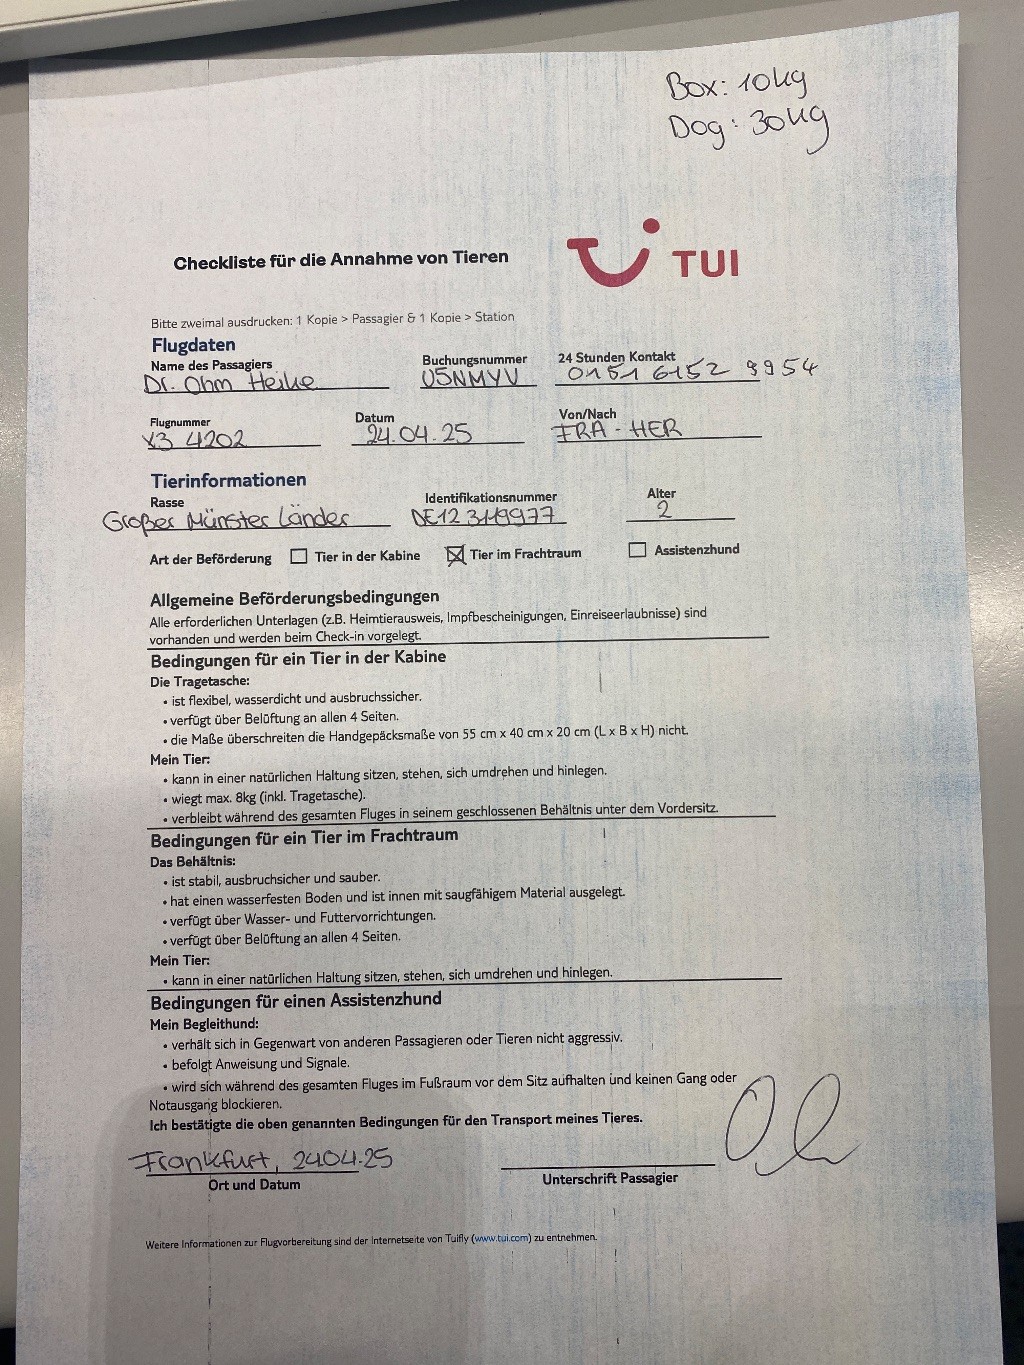 Box: 10kg
Dog: 30kg
Checkliste für die Annahme von Tieren
TUI
Bitte zweimal ausdrucken: 1 Kopie > Passagier & 1 Kopie > Station
Flugdaten
Name des Passagiers Buchungsnummer 24 Stunden Kontakt
Dr. Ohm Heike U5NMYV 0151 6152 9954
Flugnummer Datum Von/Nach
X3 4202 24.04.25 FRA - HER
Tierinformationen
Rasse Identifikationsnummer Alter
Großer Münster Länder DE12 3119977 2
Art der Beförderung Tier in der Kabine Tier im Frachtraum Assistenzhund
Allgemeine Beförderungsbedingungen
Alle erforderlichen Unterlagen (z.B. Heimtierausweis, Impfbescheinigungen, Einreiseerlaubnisse) sind
vorhanden und werden beim Check-in vorgelegt.
Bedingungen für ein Tier in der Kabine
Die Tragetasche:
• ist flexibel, wasserdicht und ausbruchssicher.
• verfügt über Belüftung an allen 4 Seiten.
• die Maße überschreiten die Handgepäcksmaße von 55 cm x 40 cm x 20 cm (L x B x H) nicht.
Mein Tier:
• kann in einer natürlichen Haltung sitzen, stehen, sich umdrehen und hinlegen.
• wiegt max. 8kg (inkl. Tragetasche).
• verbleibt während des gesamten Fluges in seinem geschlossenen Behältnis unter dem Vordersitz.
Bedingungen für ein Tier im Frachtraum
Das Behältnis:
• ist stabil, ausbruchsicher und sauber.
• hat einen wasserfesten Boden und ist innen mit saugfähigem Material ausgelegt.
• verfügt über Wasser- und Futtervorrichtungen.
• verfügt über Belüftung an allen 4 Seiten.
Mein Tier:
• kann in einer natürlichen Haltung sitzen, stehen, sich umdrehen und hinlegen.
Bedingungen für einen Assistenzhund
Mein Begleithund:
• verhält sich in Gegenwart von anderen Passagieren oder Tieren nicht aggressiv.
• befolgt Anweisung und Signale.
• wird sich während des gesamten Fluges im Fußraum vor dem Sitz aufhalten und keinen Gang oder
Notausgang blockieren.
Ich bestätigte die oben genannten Bedingungen für den Transport meines Tieres.
Frankfurt, 24.04.25
Ort und Datum Unterschrift Passagier
Weitere Informationen zur Flugvorbereitung sind der Internetseite von Tuifly (www.tui.com) zu entnehmen.